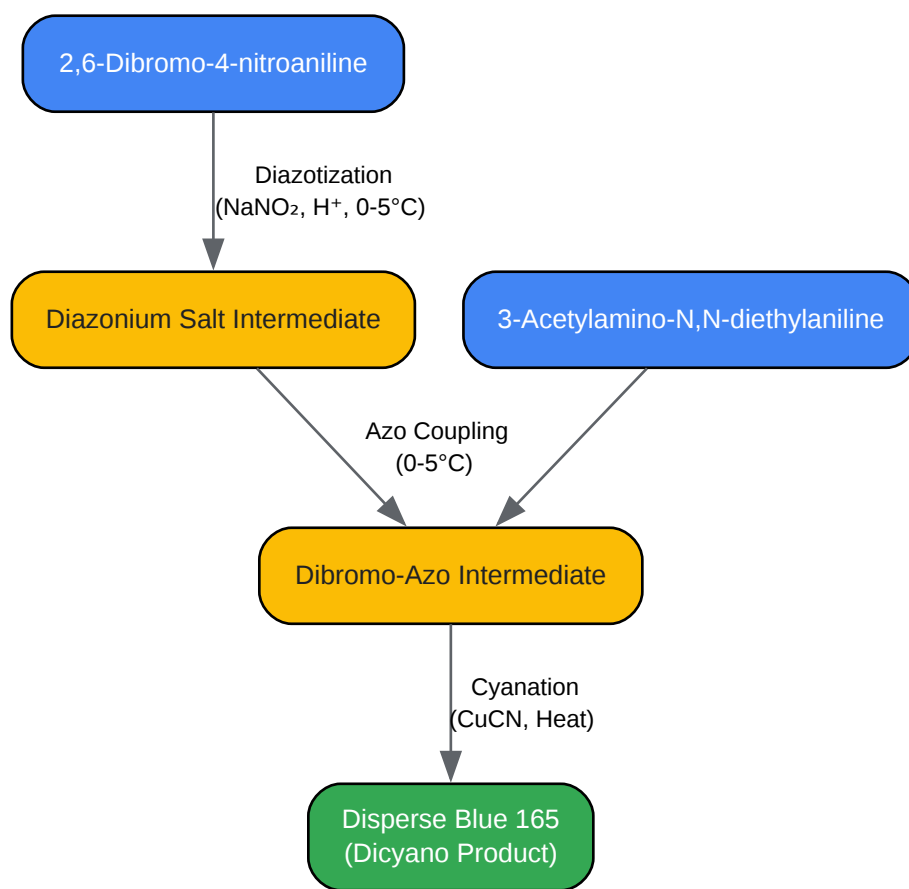 2,6-Dibromo-4-nitroaniline
Diazotization
(NaNO₂, H⁺, 0-5°C)
Diazonium Salt Intermediate
3-Acetylamino-N,N-diethylaniline
Azo Coupling
(0-5°C)
Dibromo-Azo Intermediate
Cyanation
(CuCN, Heat)
Disperse Blue 165
(Dicyano Product)